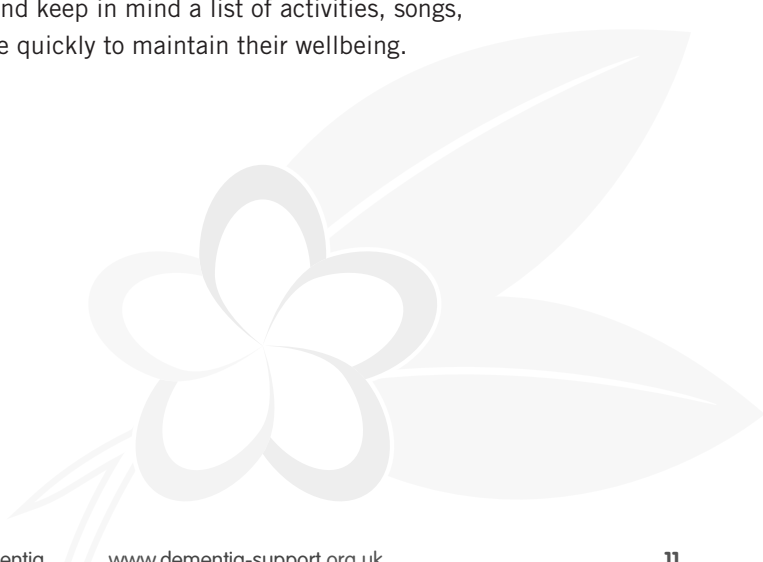 nd keep in mind a list of activities, songs,
e quickly to maintain their wellbeing.
entia www.dementia-support.org.uk 11